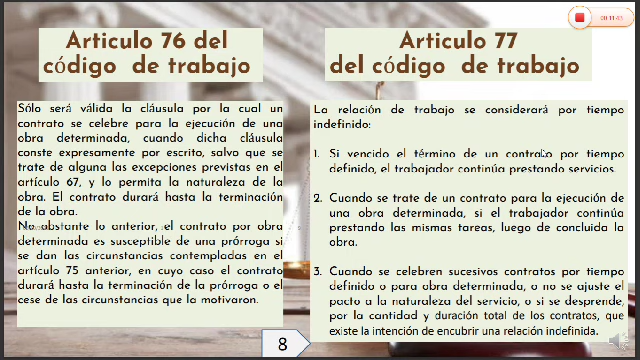 Articulo 76 del
código de trabajo
Sólo será válida la cláusula por la cual un
contrato se celebre para la ejecución de una
obra determinada, cuando dicha cláusula
conste expresamente por escrito, salvo que se
trate de alguna las excepciones previstas en el
artículo 67, y lo permita la naturaleza de la
obra. El contrato durará hasta la terminación
de la obra.
No obstante lo anterior, el contrato por obra
determinada es susceptible de una prórroga si
se dan las circunstancias contempladas en el
artículo 75 anterior, en cuyo caso el contrato
durará hasta la terminación de la prórroga o el
cese de las circunstancias que la motivaron.
Articulo 77
del código de trabajo
La relación de trabajo se considerará por tiempo
indefinido:
1. Si vencido el término de un contrato por tiempo
definido, el trabajador continúa prestando servicios.
2. Cuando se trate de un contrato para la ejecución de
una obra determinada, si el trabajador continúa
prestando las mismas tareas, luego de concluida la
obra.
3. Cuando se celebren sucesivos contratos por tiempo
definido o para obra determinada, o no se ajuste el
pacto a la naturaleza del servicio, o si se desprende,
por la cantidad y duración total de los contratos, que
existe la intención de encubrir una relación indefinida.
8